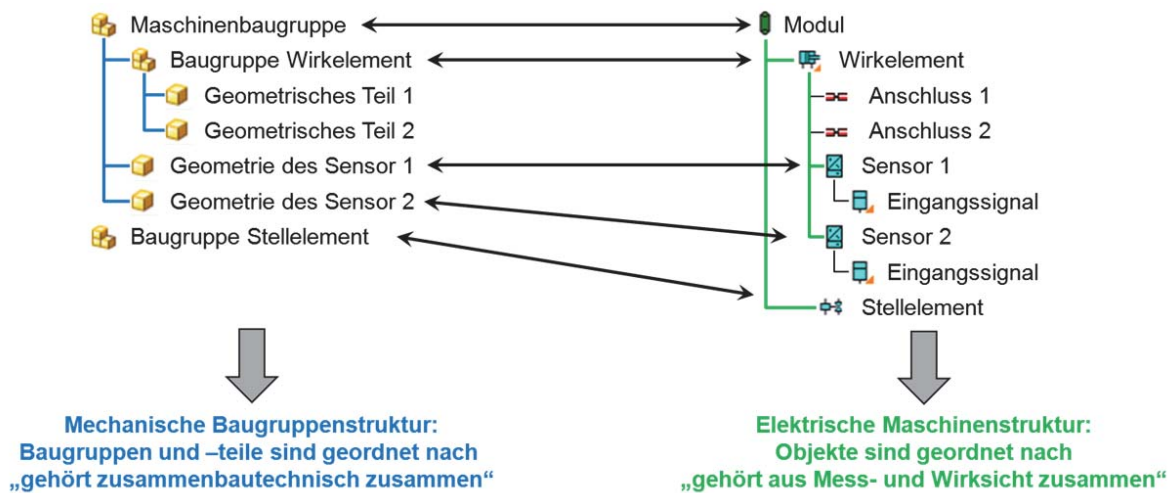 Maschinenbaugruppe
Baugruppe Wirkelement
Geometrisches Teil 1
Geometrisches Teil 2
Geometrie des Sensor 1
Geometrie des Sensor 2
Baugruppe Stellelement
Modul
Wirkelement
Anschluss 1
Anschluss 2
Sensor 1
Eingangssignal
Sensor 2
Eingangssignal
Stellelement
Mechanische Baugruppenstruktur:
Baugruppen und –teile sind geordnet nach
„gehört zusammenbautechnisch zusammen“
Elektrische Maschinenstruktur:
Objekte sind geordnet nach
„gehört aus Mess- und Wirksicht zusammen“